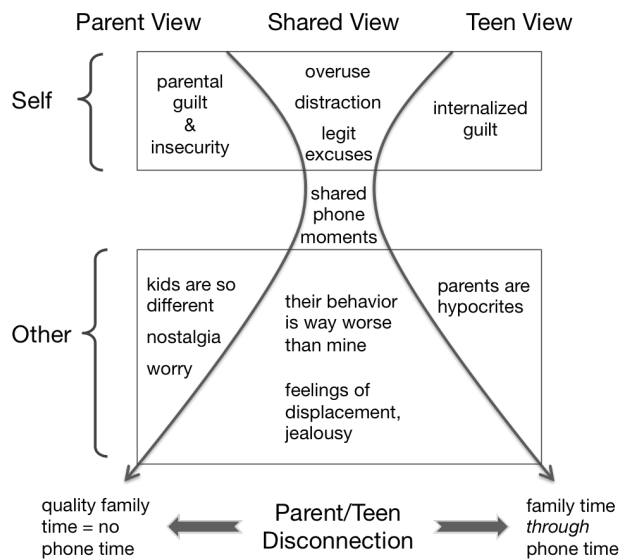 Parent View
Shared View
Teen View
Self
parental
guilt
&
insecurity
overuse
distraction
legit
excuses
internalized
guilt
shared
phone
moments
Other
kids are so
different
nostalgia
worry
their behavior
is way worse
than mine
feelings of
displacement,
jealousy
parents are
hypocrites
quality family
time = no
phone time
Parent/Teen
Disconnection
family time
through
phone time